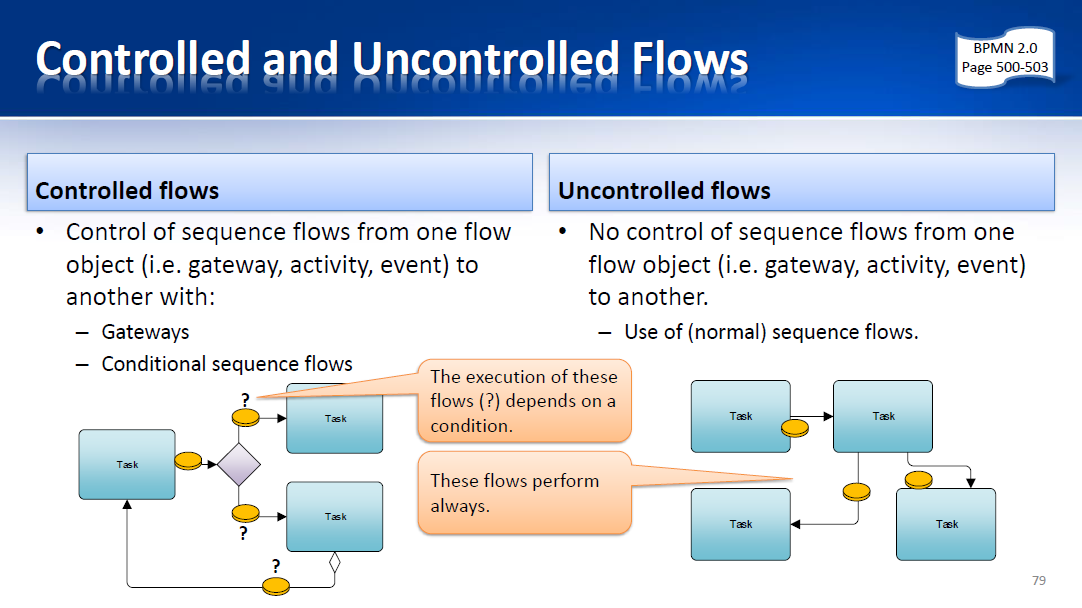 Controlled and Uncontrolled Flows
BPMN 2.0
Page 500-503
Controlled flows
• Control of sequence flows from one flow
object (i.e. gateway, activity, event) to
another with:
– Gateways
– Conditional sequence flows
Uncontrolled flows
• No control of sequence flows from one
flow object (i.e. gateway, activity, event)
to another.
– Use of (normal) sequence flows.
?
Task
Task
Task
?
?
The execution of these
flows (?) depends on a
condition.
These flows perform
always.
Task
Task
Task
Task
79